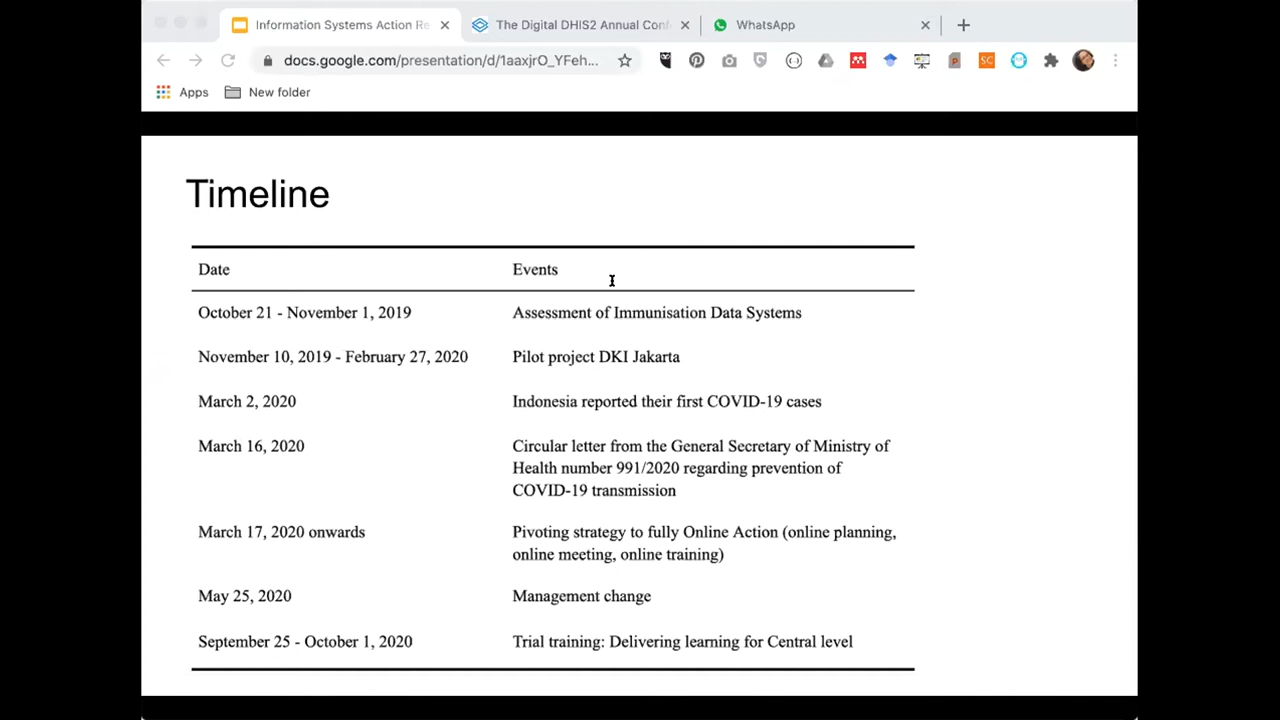 Information Systems Action Re
The Digital DHIS2 Annual Conf
WhatsApp
docs.google.com/presentation/d/1aaxjrO_YFeh...
Apps
New folder
Timeline
Date Events
October 21 - November 1, 2019 Assessment of Immunisation Data Systems
November 10, 2019 - February 27, 2020 Pilot project DKI Jakarta
March 2, 2020 Indonesia reported their first COVID-19 cases
March 16, 2020 Circular letter from the General Secretary of Ministry of
Health number 991/2020 regarding prevention of
COVID-19 transmission
March 17, 2020 onwards Pivoting strategy to fully Online Action (online planning,
online meeting, online training)
May 25, 2020 Management change
September 25 - October 1, 2020 Trial training: Delivering learning for Central level